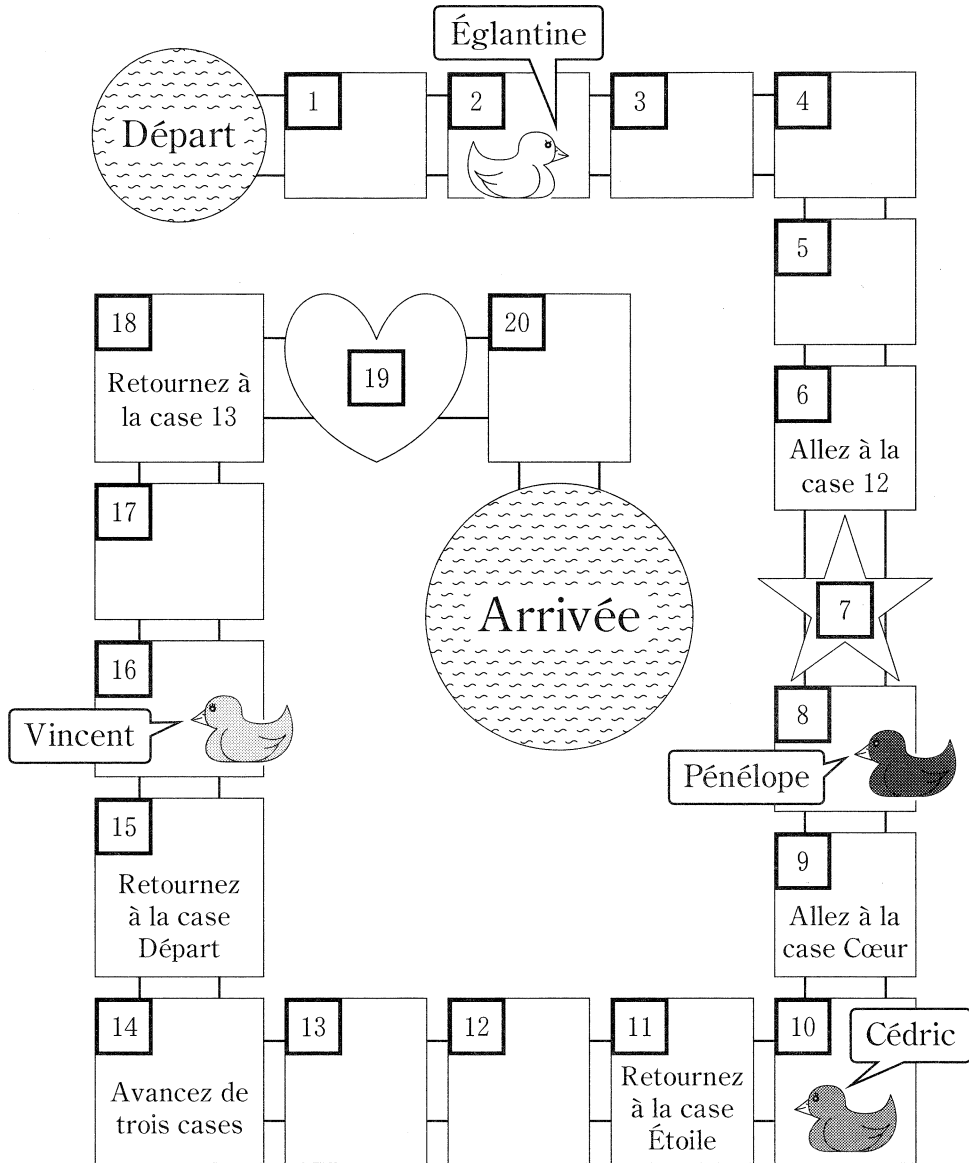 Églantine
Départ
1
2
3
4
5
18
Retournez à
la case 13
19
20
6
Allez à la
case 12
17
Arrivée
7
16
Vincent
8
Pénélope
15
Retournez
à la case
Départ
9
Allez à la
case Cœur
14
Avancez de
trois cases
13
12
11
Retournez
à la case
Étoile
10
Cédric